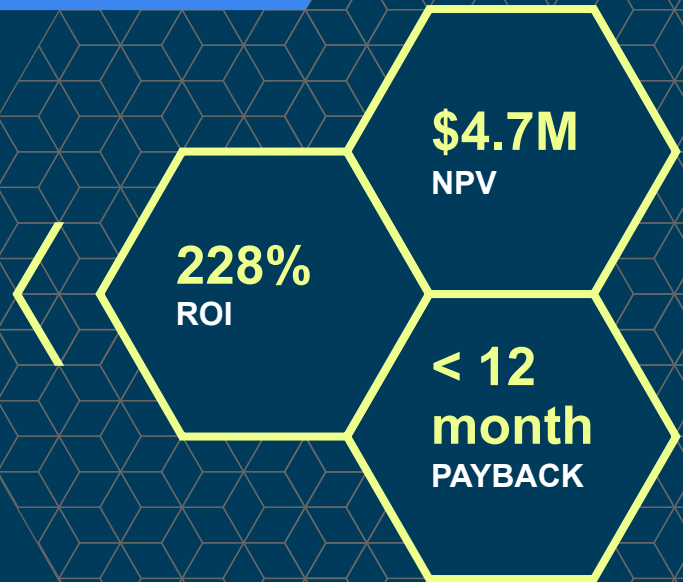 $4.7M
NPV
228%
ROI
< 12
month
PAYBACK